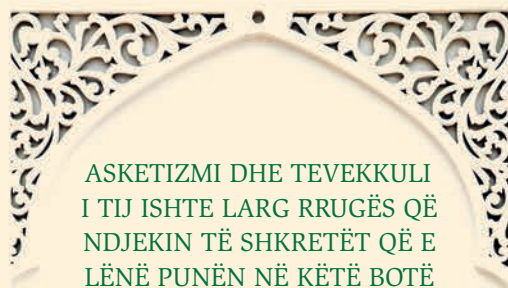 ASKETIZMI DHE TEVEKKULI
I TIJ ISHTE LARG RRUGËS QË
NDJEKIN TË SHKRETËT QË E
LËNË PUNËN NË KËTË BOTË